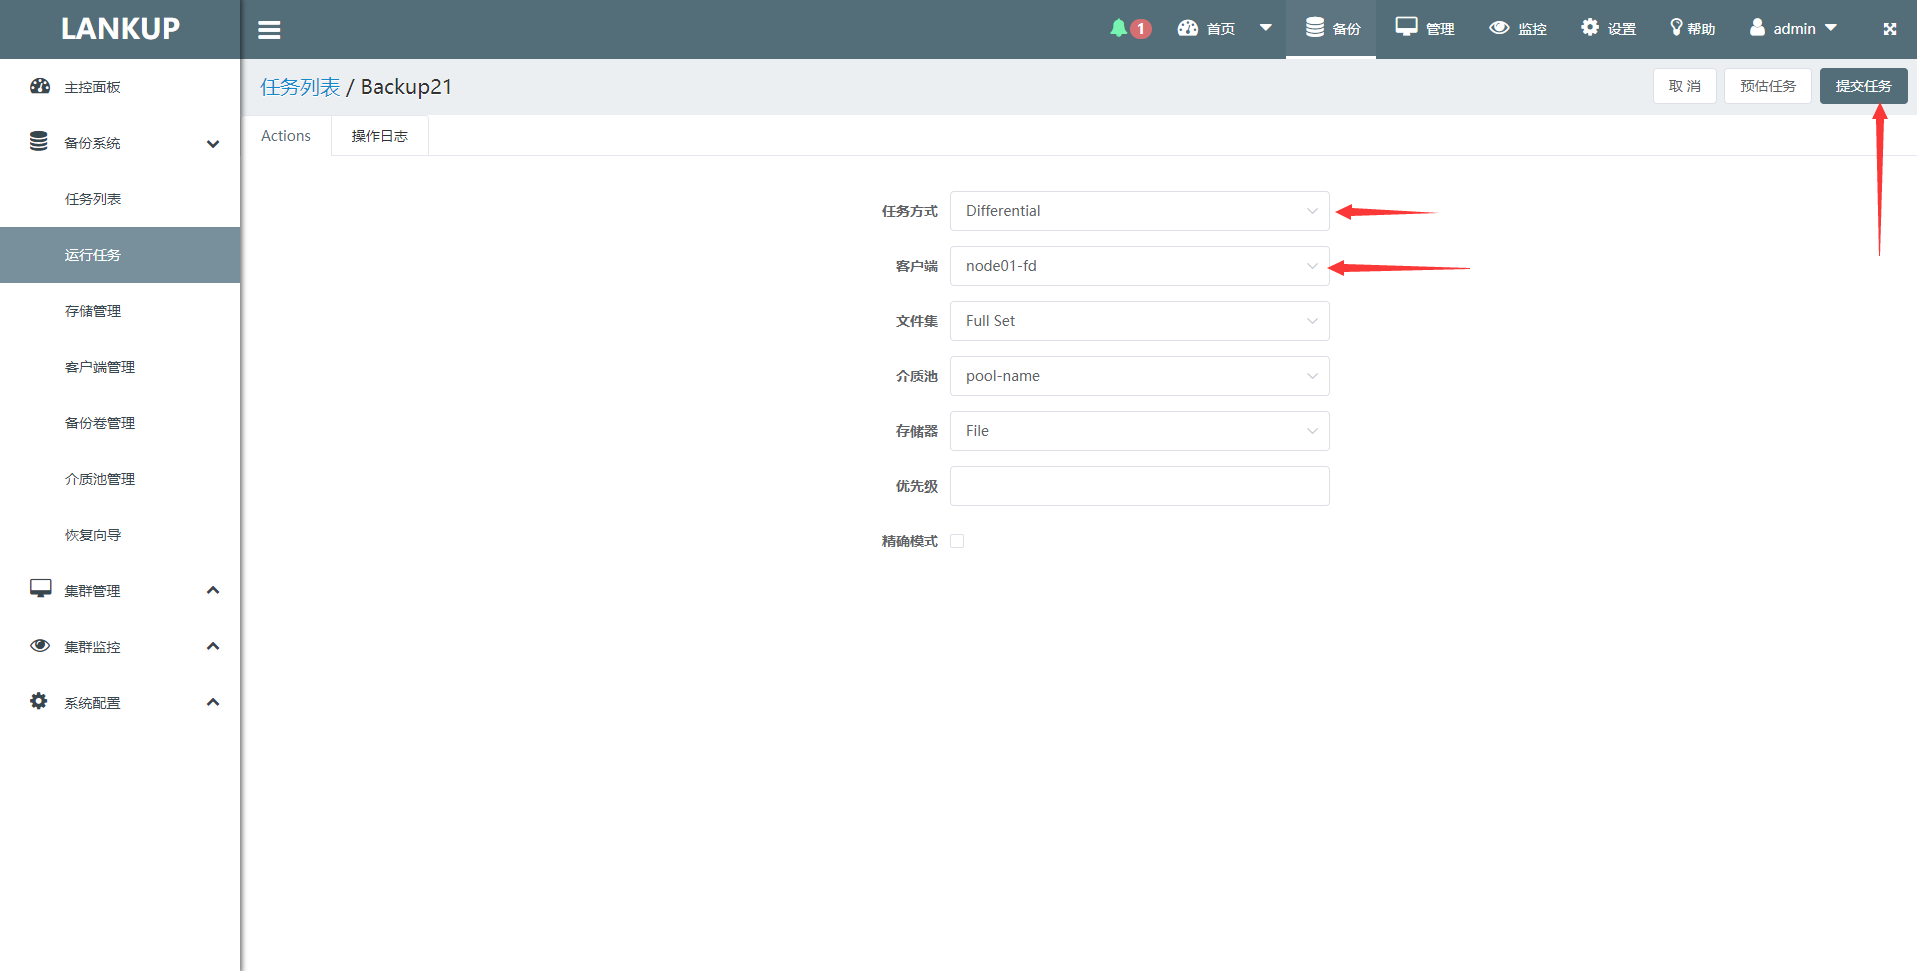 LANKUP
1
首页
备份
管理
监控
设置
帮助
admin
主控面板
备份系统
任务列表
运行任务
存储管理
客户端管理
备份卷管理
介质池管理
恢复向导
集群管理
集群监控
系统配置
任务列表 / Backup21
取 消
预估任务
提交任务
Actions
操作日志
任务方式 Differential
客户端 node01-fd
文件集 Full Set
介质池 pool-name
存储器 File
优先级
精确模式